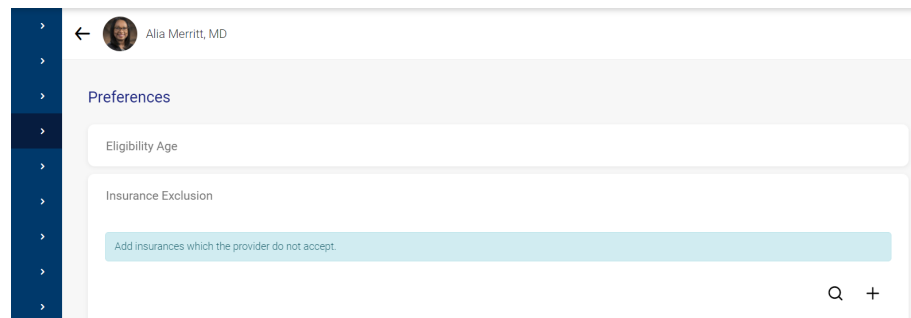 Alia Merritt, MD
Preferences
Eligibility Age
Insurance Exclusion
Add insurances which the provider do not accept.